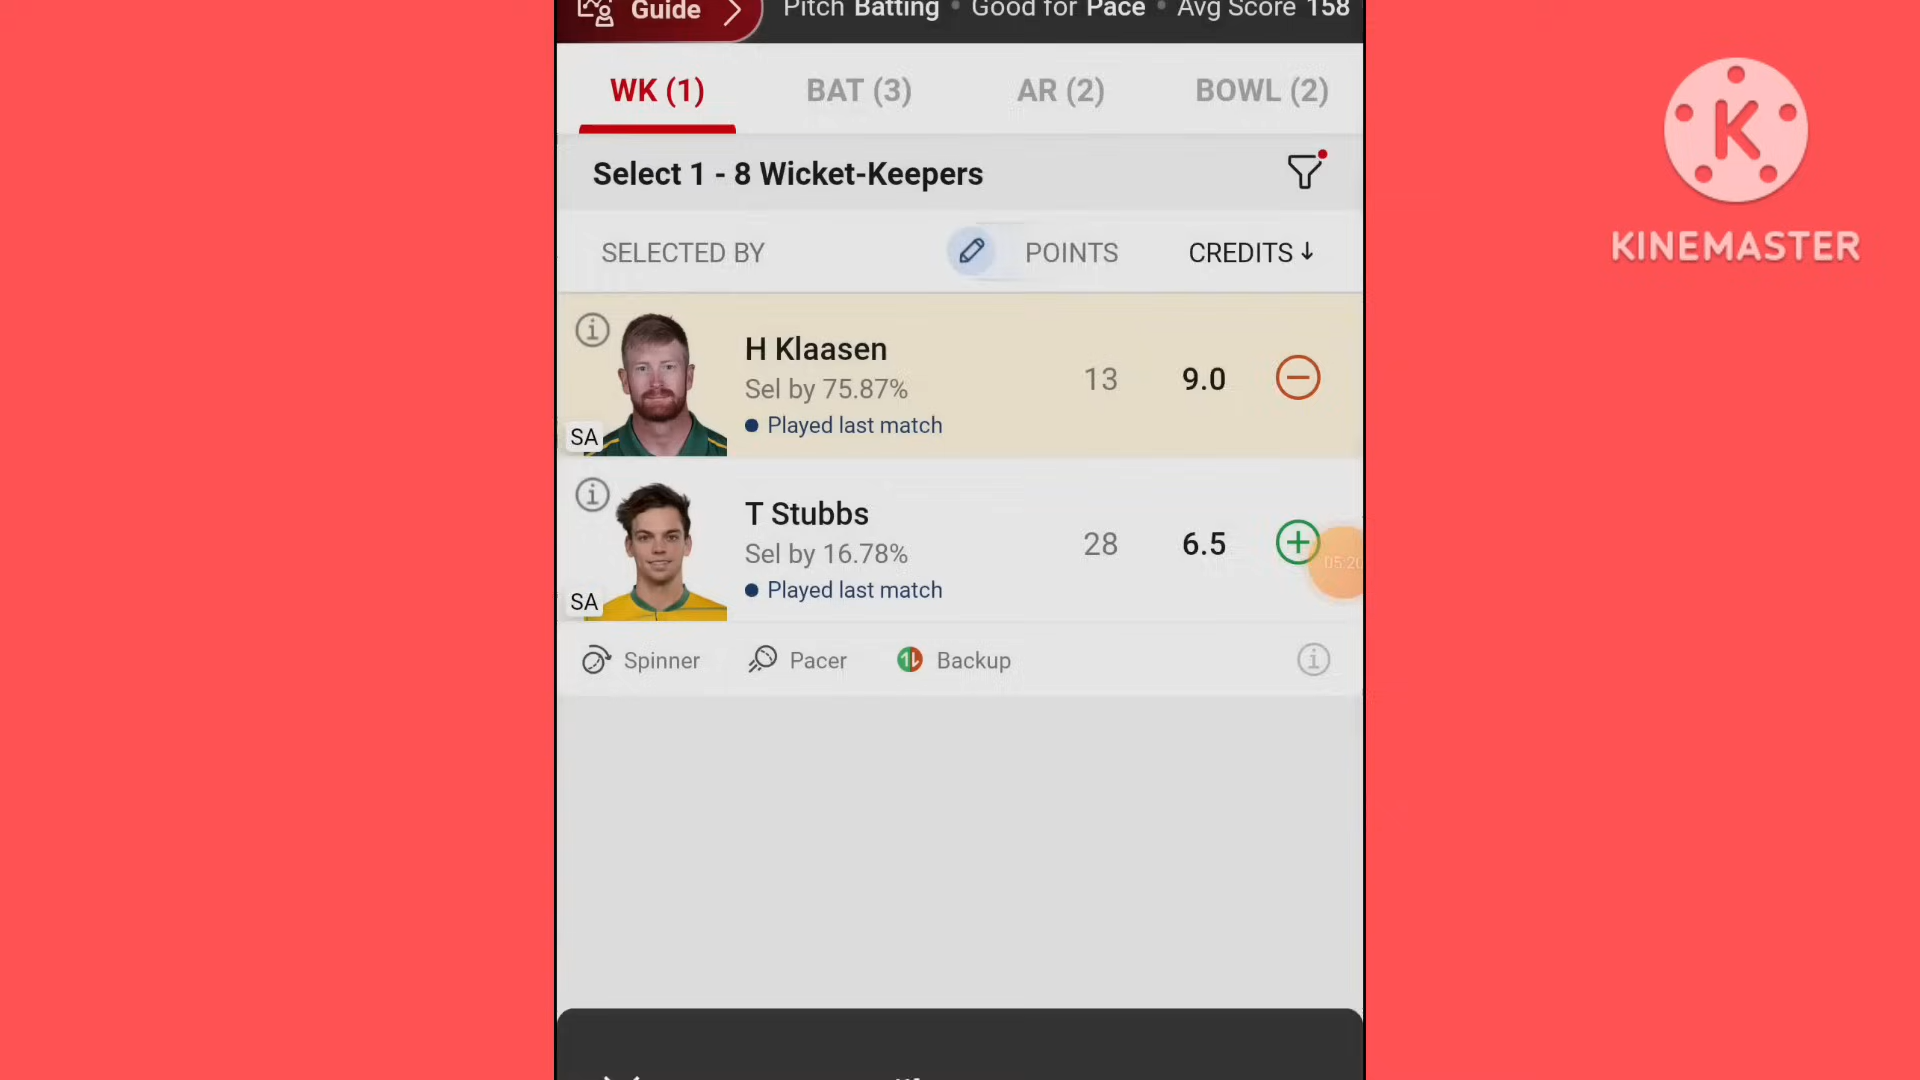 Guide
Pitch Batting • Good for Pace • Avg Score 158
WK (1) BAT (3) AR (2) BOWL (2)
Select 1 - 8 Wicket-Keepers
SELECTED BY POINTS CREDITS ↓
H Klaasen
Sel by 75.87%
Played last match
SA
13 9.0
T Stubbs
Sel by 16.78%
Played last match
SA
28 6.5
Spinner Pacer Backup
KINEMASTER